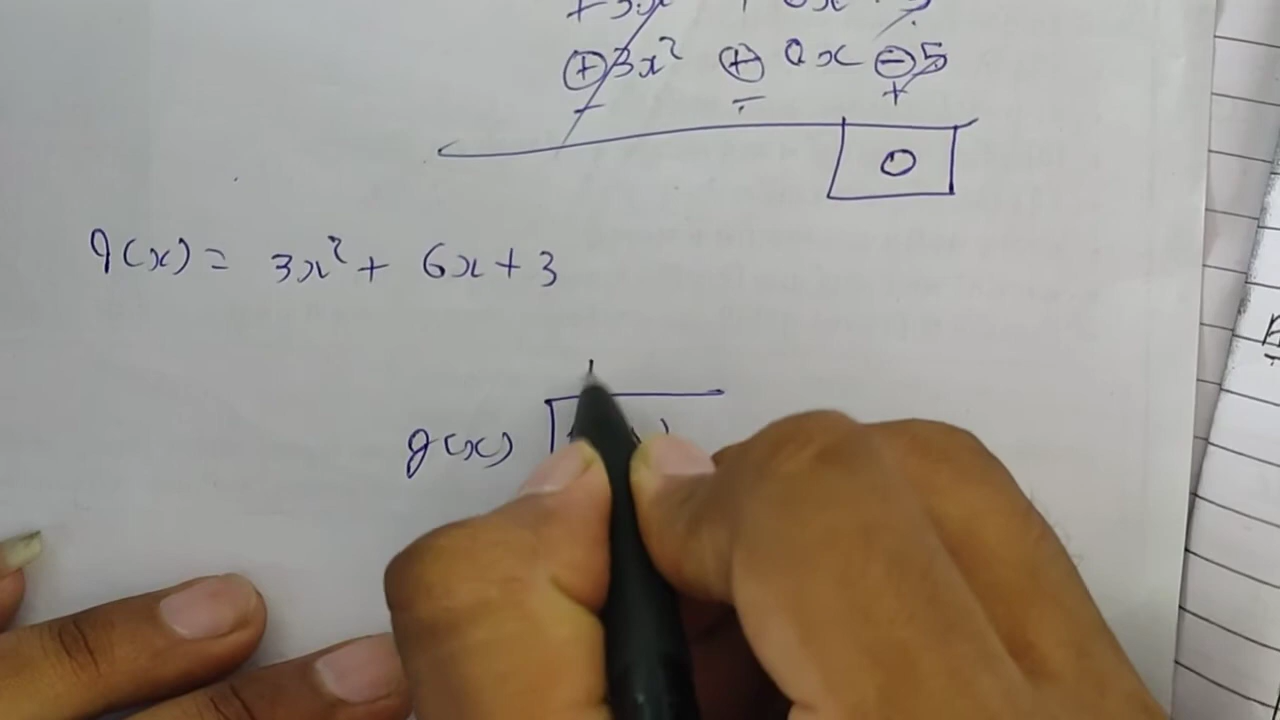 +3x² + 0x - 5
0
q(x) = 3x² + 6x + 3
g(x)